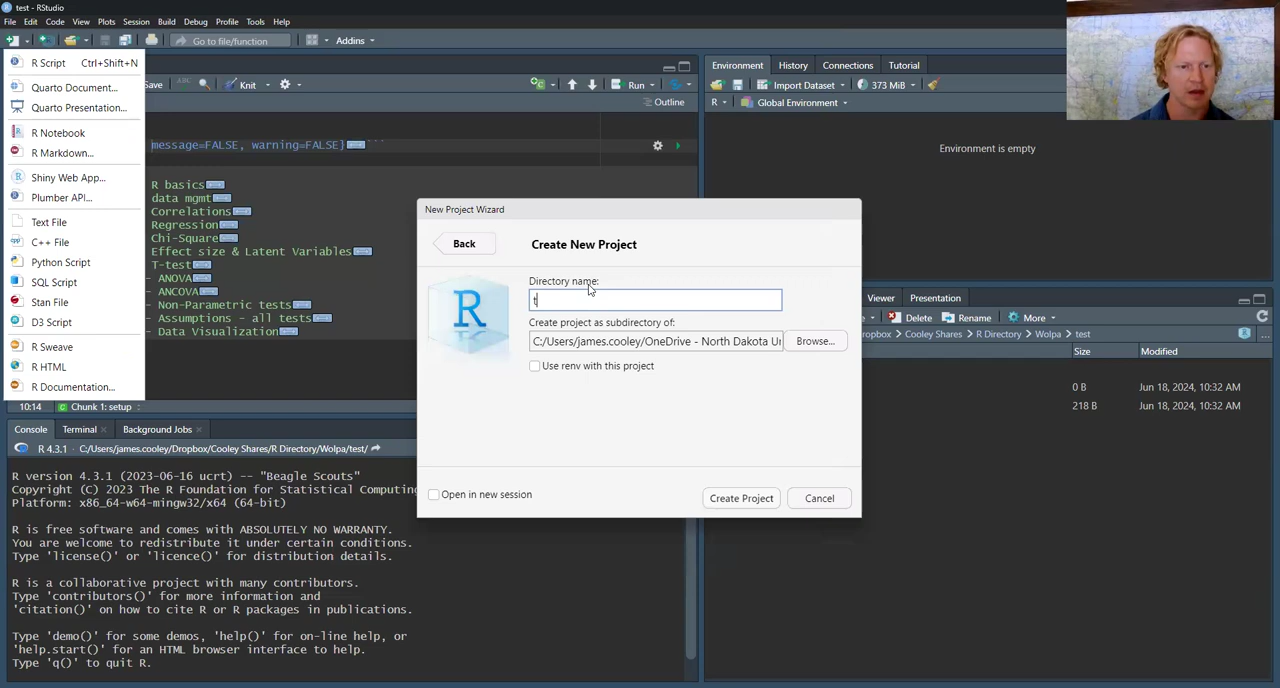 test - RStudio
File Edit Code View Plots Session Build Debug Profile Tools Help
Go to file/function Addins
R Script Ctrl+Shift+N
Quarto Document...
Quarto Presentation...
R Notebook
R Markdown...
Shiny Web App...
Plumber API...
Text File
C++ File
Python Script
SQL Script
Stan File
D3 Script
R Sweave
R HTML
R Documentation...
Save ABC Knit Run
Outline
message=FALSE, warning=FALSE} ```
R basics
data mgmt
Correlations
Regression
Chi-Square
Effect size & Latent Variables
T-test
- ANOVA
- ANCOVA
- Non-Parametric tests
- Assumptions - all tests
- Data Visualization
10:14 Chunk 1: setup
Console Terminal Background Jobs
R 4.3.1 · C:/Users/james.cooley/Dropbox/Cooley Shares/R Directory/Wolpa/test/
R version 4.3.1 (2023-06-16 ucrt) -- "Beagle Scouts"
Copyright (C) 2023 The R Foundation for Statistical Computing
Platform: x86_64-w64-mingw32/x64 (64-bit)
R is free software and comes with ABSOLUTELY NO WARRANTY.
You are welcome to redistribute it under certain conditions.
Type 'license()' or 'licence()' for distribution details.
R is a collaborative project with many contributors.
Type 'contributors()' for more information and
'citation()' on how to cite R or R packages in publications.
Type 'demo()' for some demos, 'help()' for on-line help, or
'help.start()' for an HTML browser interface to help.
Type 'q()' to quit R.
New Project Wizard
Back Create New Project
R
Directory name:
t
Create project as subdirectory of:
C:/Users/james.cooley/OneDrive - North Dakota Un Browse...
Use renv with this project
Open in new session Create Project Cancel
Environment History Connections Tutorial
Import Dataset 373 MiB
R Global Environment
Environment is empty
Viewer Presentation
Delete Rename More
ropbox Cooley Shares R Directory Wolpa test
Size Modified
0 B Jun 18, 2024, 10:32 AM
218 B Jun 18, 2024, 10:32 AM